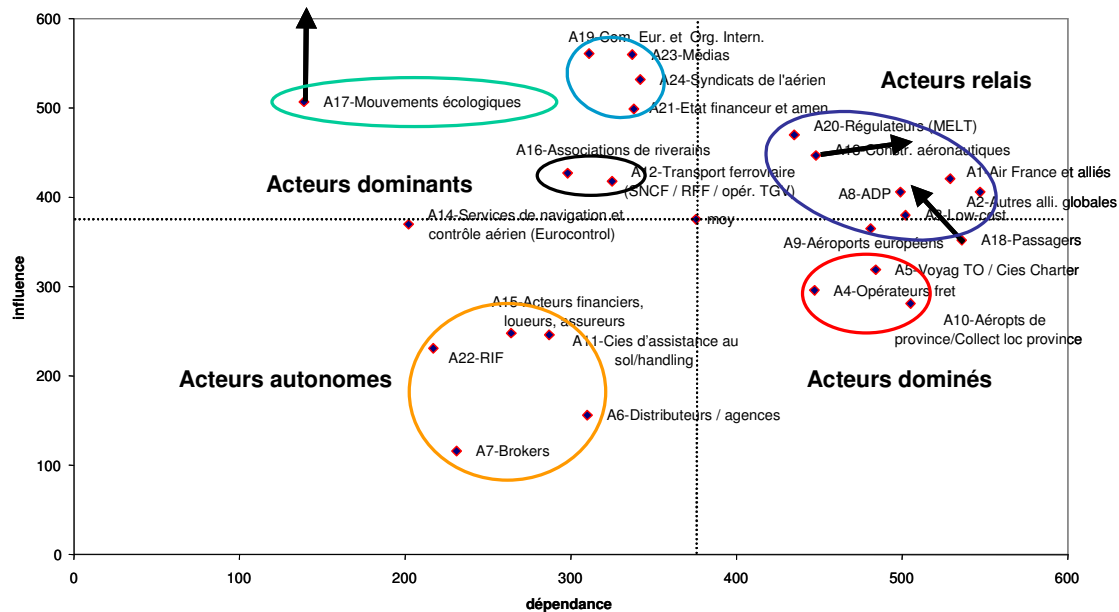 600
500
400
300
200
100
0
influence
0
100
200
300
400
500
600
dépendance
A19-Com. Eur. et Org. Intern.
A23-Médias
A24-Syndicats de l'aérien
A21-Etat financeur et amen
A17-Mouvements écologiques
Acteurs relais
A20-Régulateurs (MELT)
A13-Constr. aéronautiques
A16-Associations de riverains
A12-Transport ferroviaire
(SNCF / RFF / opér. TGV)
Acteurs dominants
A1-Air France et alliés
A8-ADP
A2-Autres alli. globales
A3-Low-cost
A14-Services de navigation et
contrôle aérien (Eurocontrol)
moy
A9-Aéroports européens
A18-Passagers
A5-Voyag TO / Cies Charter
A4-Opérateurs fret
A10-Aéropts de
province/Collect loc province
A15-Acteurs financiers,
loueurs, assureurs
A11-Cies d'assistance au
sol/handling
A22-RIF
Acteurs autonomes
Acteurs dominés
A6-Distributeurs / agences
A7-Brokers